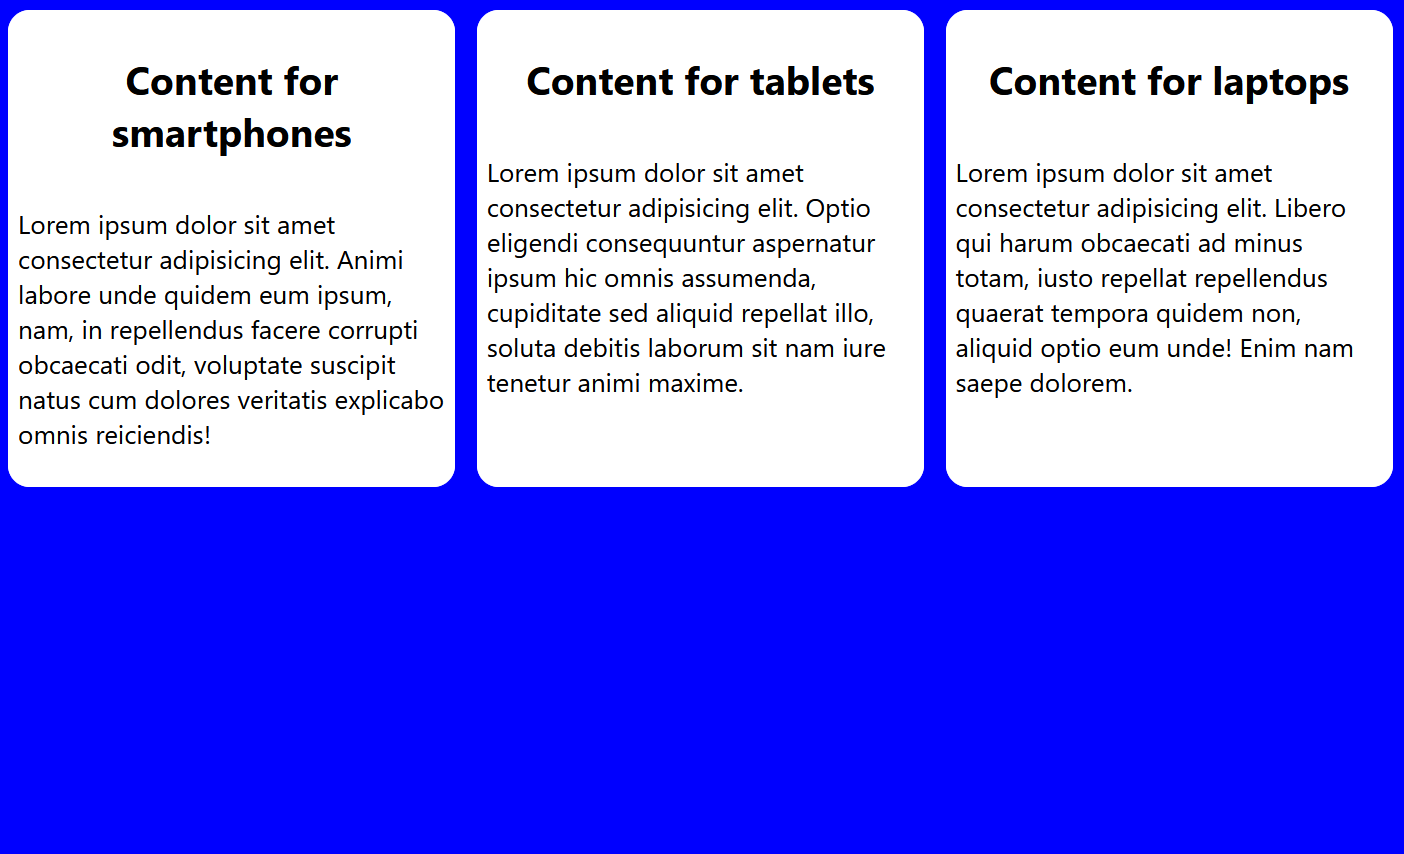 Content for
smartphones
Lorem ipsum dolor sit amet
consectetur adipisicing elit. Animi
labore unde quidem eum ipsum,
nam, in repellendus facere corrupti
obcaecati odit, voluptate suscipit
natus cum dolores veritatis explicabo
omnis reiciendis!
Content for tablets
Lorem ipsum dolor sit amet
consectetur adipisicing elit. Optio
eligendi consequuntur aspernatur
ipsum hic omnis assumenda,
cupiditate sed aliquid repellat illo,
soluta debitis laborum sit nam iure
tenetur animi maxime.
Content for laptops
Lorem ipsum dolor sit amet
consectetur adipisicing elit. Libero
qui harum obcaecati ad minus
totam, iusto repellat repellendus
quaerat tempora quidem non,
aliquid optio eum unde! Enim nam
saepe dolorem.